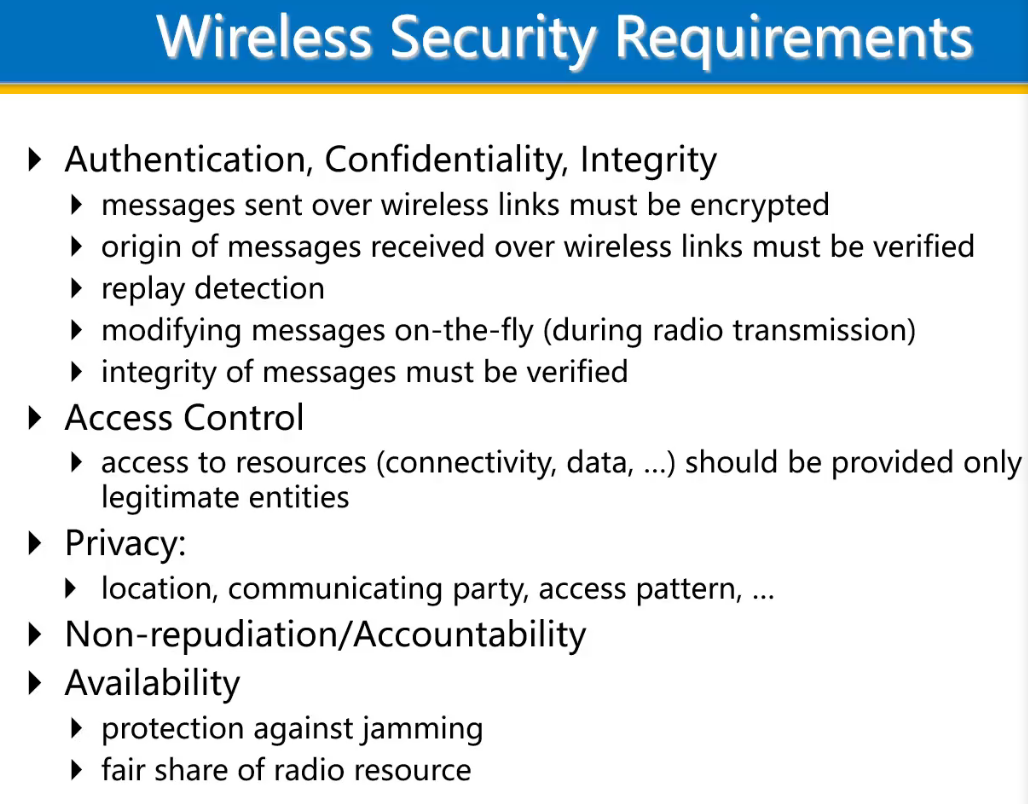 Wireless Security Requirements
Authentication, Confidentiality, Integrity
messages sent over wireless links must be encrypted
origin of messages received over wireless links must be verified
replay detection
modifying messages on-the-fly (during radio transmission)
integrity of messages must be verified
Access Control
access to resources (connectivity, data, ...) should be provided only
legitimate entities
Privacy:
location, communicating party, access pattern, ...
Non-repudiation/Accountability
Availability
protection against jamming
fair share of radio resource